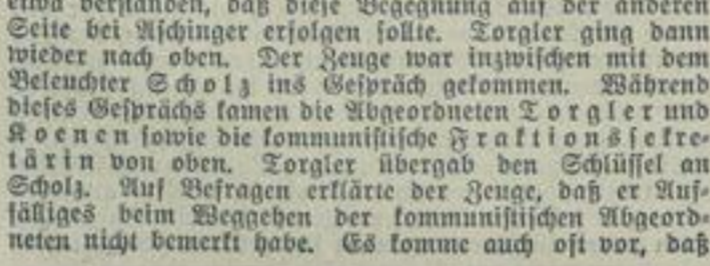 etwa verstanden, daß diese Begegnung auf der anderen
Seite bei Aschinger erfolgen sollte. Torgler ging dann
wieder nach oben. Der Zeuge war inzwischen mit dem
Beleuchter Scholz ins Gespräch gekommen. Während
dieses Gesprächs kamen die Abgeordneten Torgler und
Koenen sowie die kommunistische Fraktionssekre-
tärin von oben. Torgler übergab den Schlüssel an
Scholz. Auf Befragen erklärte der Zeuge, daß er Auf-
fälliges beim Weggehen der kommunistischen Abgeord-
neten nicht bemerkt habe. Es komme auch oft vor, daß